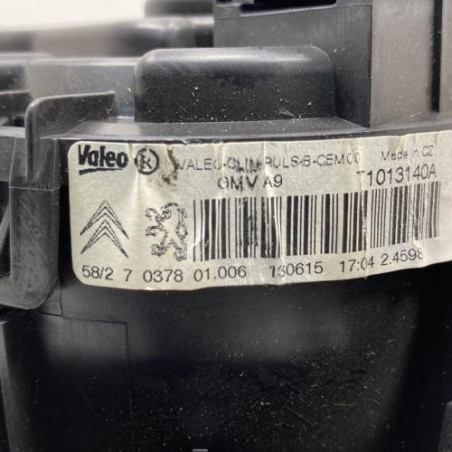 Valeo R VALEO-CLIM-PULS-B-CEM00 Made in CZ
GMV A9 T1013140A
58/2 7 0378 01.006 130615 17:04 2.4598